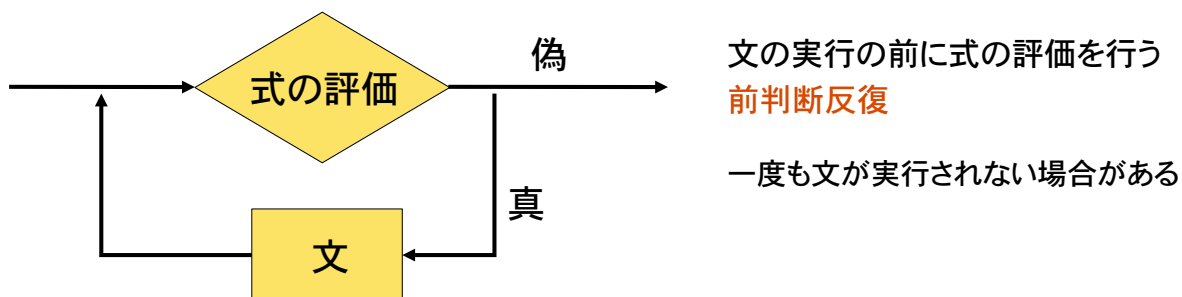 式の評価
偽
真
文
文の実行の前に式の評価を行う
前判断反復
一度も文が実行されない場合がある